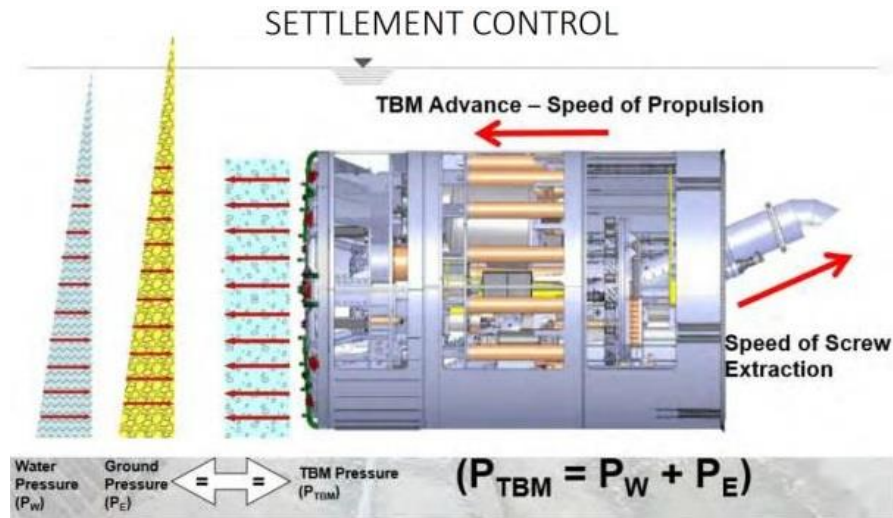 SETTLEMENT CONTROL
TBM Advance – Speed of Propulsion
Speed of Screw
Extraction
Water
Pressure
(PW)
Ground
Pressure
(PE)
=
=
TBM Pressure
(PTBM)
(PTBM = PW + PE)